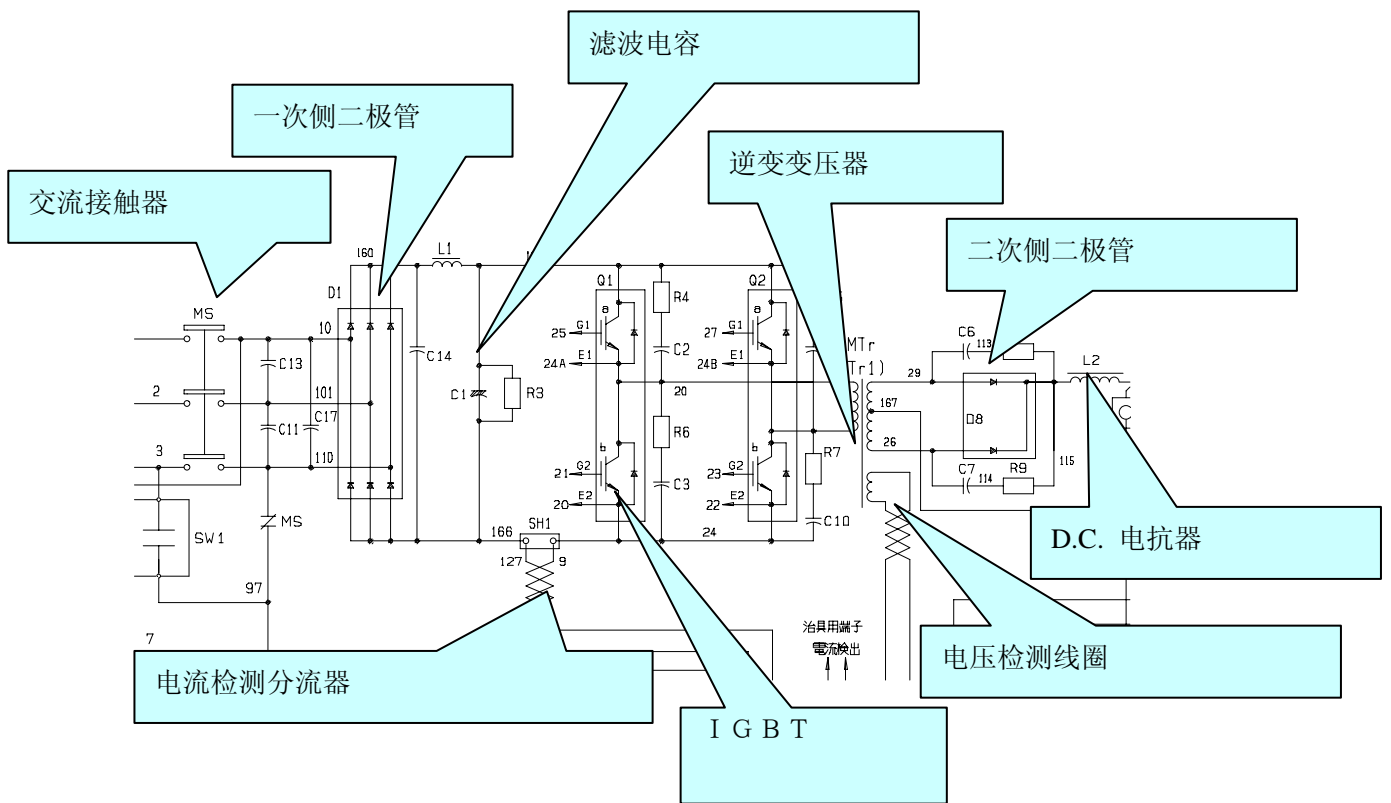 滤波电容
一次侧二极管
逆变变压器
交流接触器
二次侧二极管
160
L1
D1
Q1
Q2
MS
10
a
R4
a
C6
113
25
G1
27
G1
C13
C14
C2
MTr
L2
24A
E1
24B
E1
Tr1)
29
2
101
C1
R3
20
167
D8
C11
C17
R6
26
3
110
b
b
R7
115
21
G2
23
G2
C7
114
R9
C3
20
E2
22
E2
MS
166
SH1
24
C10
SW1
127
9
D.C. 电抗器
97
7
治具用端子
電流検出
电压检测线圈
电流检测分流器
ＩＧＢＴ